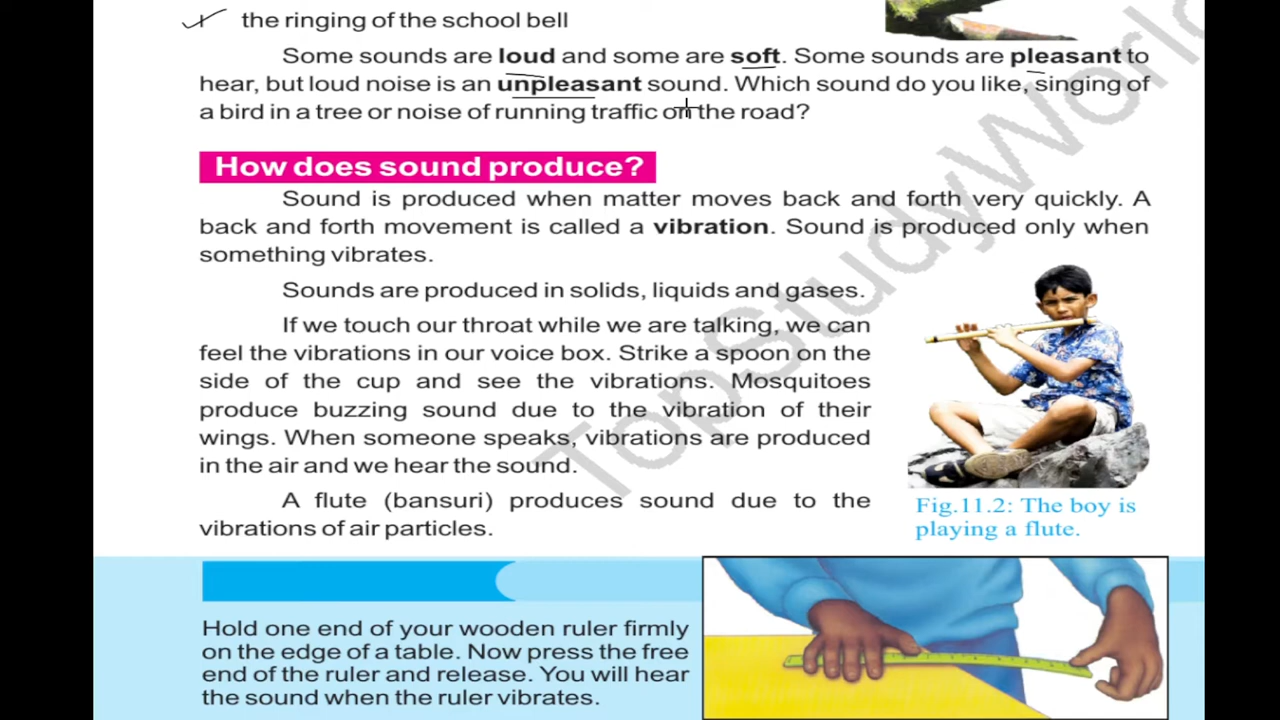 the ringing of the school bell
Some sounds are loud and some are soft. Some sounds are pleasant to
hear, but loud noise is an unpleasant sound. Which sound do you like, singing of
a bird in a tree or noise of running traffic on the road?
How does sound produce?
Sound is produced when matter moves back and forth very quickly. A
back and forth movement is called a vibration. Sound is produced only when
something vibrates.
Sounds are produced in solids, liquids and gases.
If we touch our throat while we are talking, we can
feel the vibrations in our voice box. Strike a spoon on the
side of the cup and see the vibrations. Mosquitoes
produce buzzing sound due to the vibration of their
wings. When someone speaks, vibrations are produced
in the air and we hear the sound.
A flute (bansuri) produces sound due to the
vibrations of air particles.
Fig.11.2: The boy is
playing a flute.
Hold one end of your wooden ruler firmly
on the edge of a table. Now press the free
end of the ruler and release. You will hear
the sound when the ruler vibrates.
TopStudyWorld